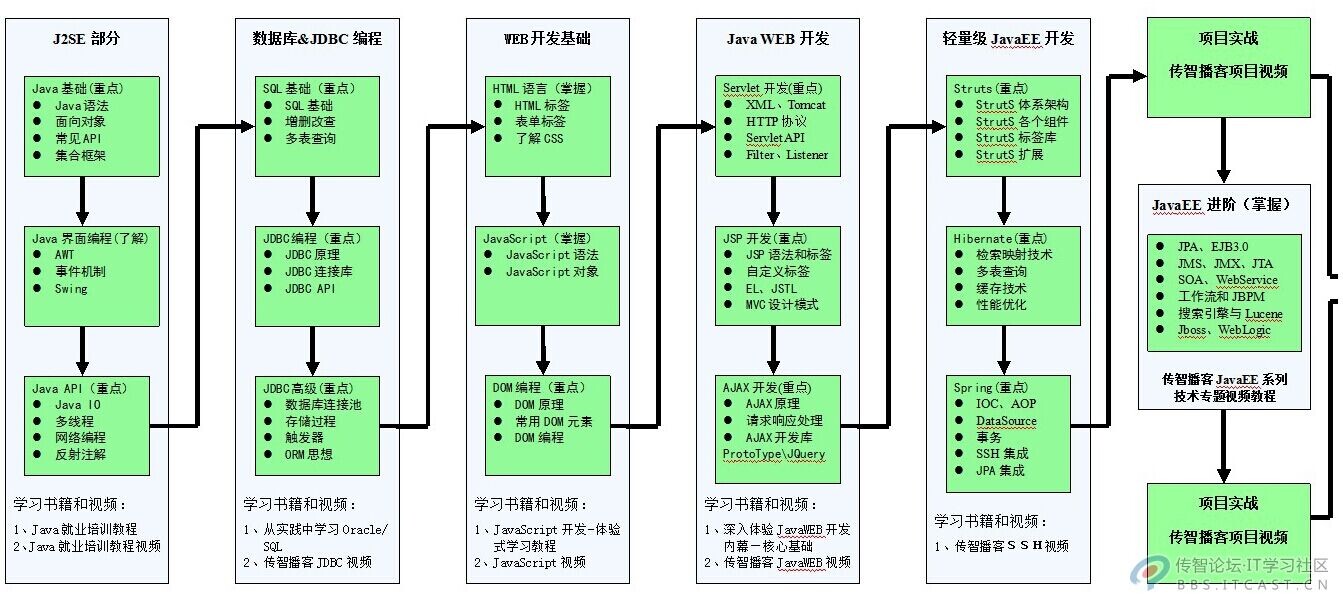 J2SE 部分
Java 基础(重点)
● Java 语法
● 面向对象
● 常见 API
● 集合框架
Java 界面编程(了解)
● AWT
● 事件机制
● Swing
Java API（重点）
● Java IO
● 多线程
● 网络编程
● 反射注解
学习书籍和视频：
1、Java 就业培训教程
2、Java 就业培训教程视频
数据库&JDBC 编程
SQL 基础（重点）
● SQL 基础
● 增删改查
● 多表查询
JDBC 编程（重点）
● JDBC 原理
● JDBC 连接库
● JDBC API
JDBC 高级(重点)
● 数据库连接池
● 存储过程
● 触发器
● ORM 思想
学习书籍和视频：
1、从实践中学习 Oracle/
SQL
2、传智播客 JDBC 视频
WEB 开发基础
HTML 语言（掌握）
● HTML 标签
● 表单标签
● 了解 CSS
JavaScript（掌握）
● JavaScript 语法
● JavaScript 对象
DOM 编程（重点）
● DOM 原理
● 常用 DOM 元素
● DOM 编程
学习书籍和视频：
1、JavaScript 开发-体验
式学习教程
2、JavaScript 视频
Java WEB 开发
Servlet 开发(重点)
● XML、Tomcat
● HTTP 协议
● Servlet API
● Filter、Listener
JSP 开发(重点)
● JSP 语法和标签
● 自定义标签
● EL、JSTL
● MVC 设计模式
AJAX 开发(重点)
● AJAX 原理
● 请求响应处理
● AJAX 开发库
ProtoType\JQuery
学习书籍和视频：
1、深入体验 JavaWEB 开发
内幕—核心基础
2、传智播客 JavaWEB 视频
轻量级 JavaEE 开发
Struts(重点)
● StrutS 体系架构
● StrutS 各个组件
● StrutS 标签库
● StrutS 扩展
Hibernate(重点)
● 检索映射技术
● 多表查询
● 缓存技术
● 性能优化
Spring(重点)
● IOC、AOP
● DataSource
● 事务
● SSH 集成
● JPA 集成
学习书籍和视频：
1、传智播客ＳＳＨ视频
项目实战
传智播客项目视频
JavaEE 进阶（掌握）
● JPA、EJB3.0
● JMS、JMX、JTA
● SOA、WebService
● 工作流和 JBPM
● 搜索引擎与 Lucene
● Jboss、WebLogic
传智播客 JavaEE 系列
技术专题视频教程
项目实战
传智播客项目视频
传智论坛·IT学习社区
BBS.ITCAST.CN